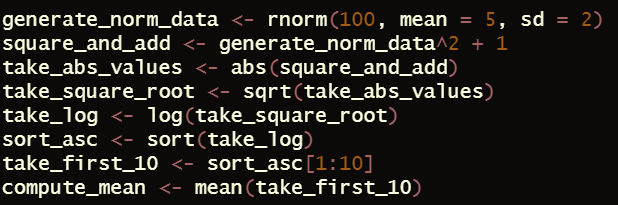 generate_norm_data <- rnorm(100, mean = 5, sd = 2)
square_and_add <- generate_norm_data^2 + 1
take_abs_values <- abs(square_and_add)
take_square_root <- sqrt(take_abs_values)
take_log <- log(take_square_root)
sort_asc <- sort(take_log)
take_first_10 <- sort_asc[1:10]
compute_mean <- mean(take_first_10)